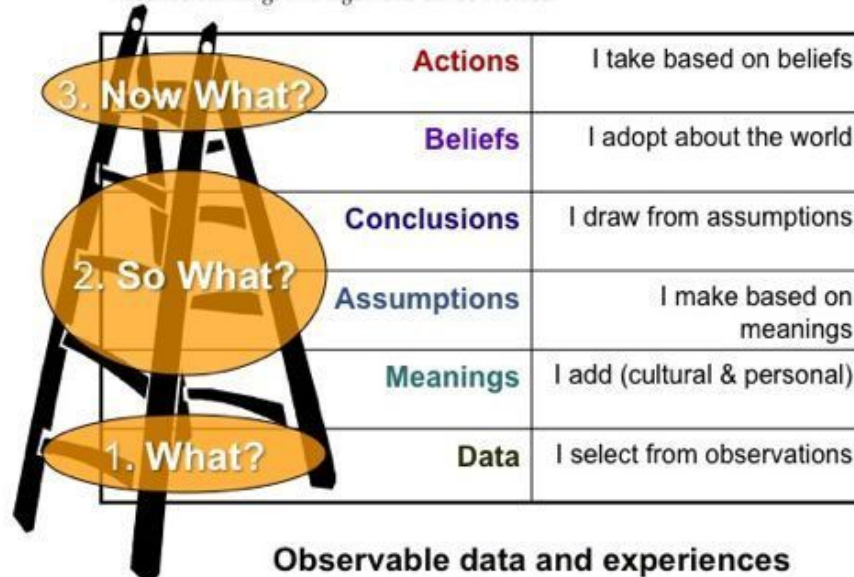 Actions
I take based on beliefs
3. Now What?
Beliefs
I adopt about the world
Conclusions
I draw from assumptions
2. So What?
Assumptions
I make based on
meanings
Meanings
I add (cultural & personal)
1. What?
Data
I select from observations
Observable data and experiences